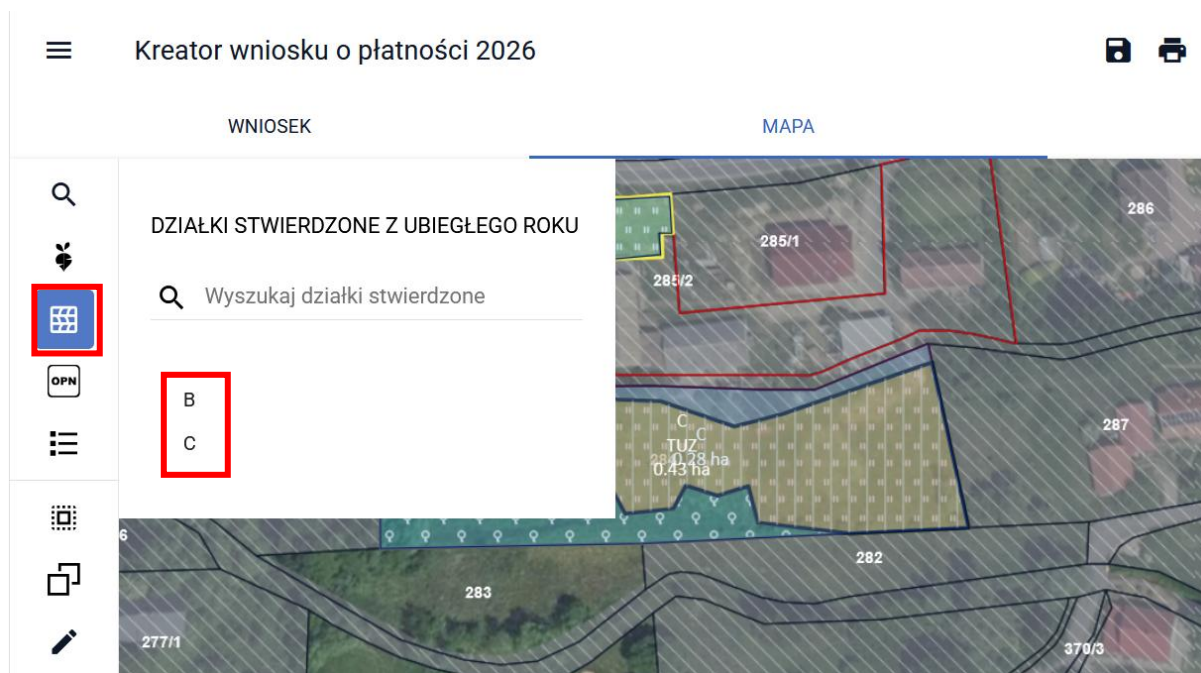 Kreator wniosku o płatności 2026
WNIOSEK
MAPA
DZIAŁKI STWIERDZONE Z UBIEGŁEGO ROKU
Wyszukaj działki stwierdzone
OPN
B
C
286
285/1
285/2
287
C
C
TUZ
0.28 ha
0.43 ha
282
283
6
277/1
370/3